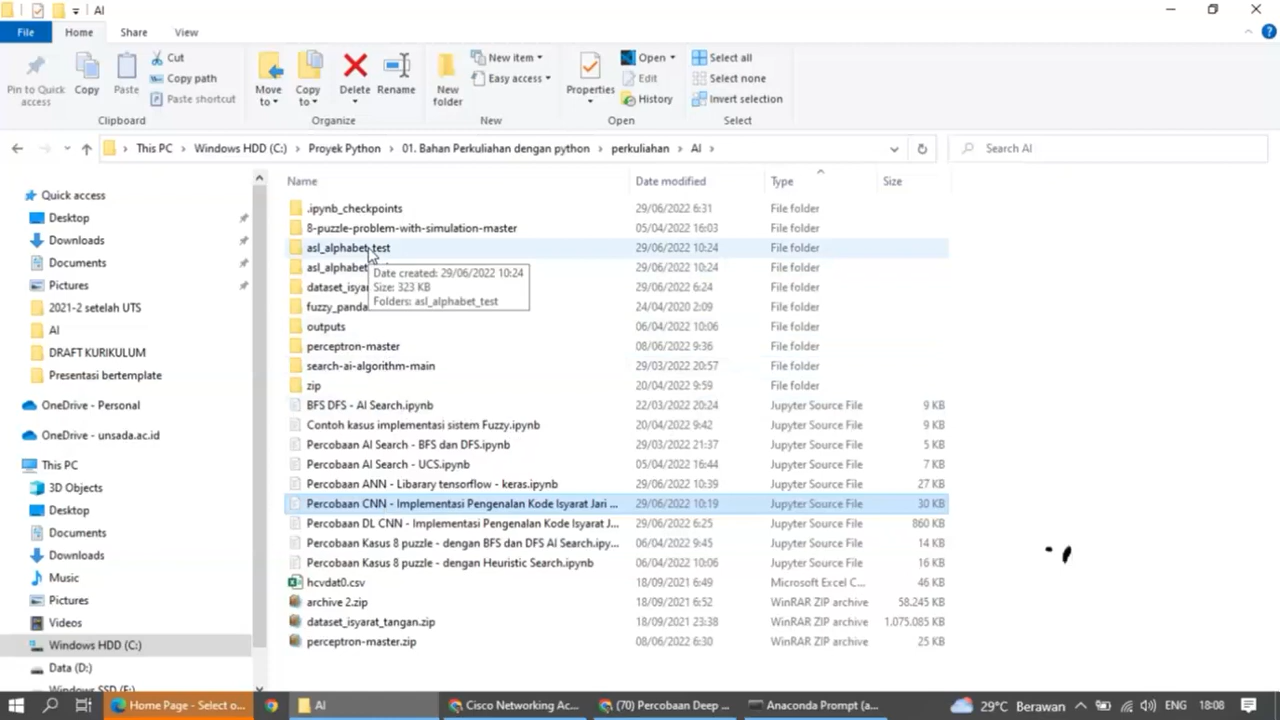 AI
File Home Share View
Pin to Quick access
Copy
Paste
Cut
Copy path
Paste shortcut
Clipboard
Move to
Copy to
Delete
Rename
Organize
New folder
New item
Easy access
New
Properties
Open
Edit
History
Open
Select all
Select none
Invert selection
Select
This PC > Windows HDD (C:) > Proyek Python > 01. Bahan Perkuliahan dengan python > perkuliahan > AI >
Search AI
Name Date modified Type Size
.ipynb_checkpoints 29/06/2022 6:31 File folder
8-puzzle-problem-with-simulation-master 05/04/2022 16:03 File folder
asl_alphabet_test 29/06/2022 10:24 File folder
asl_alphabet 29/06/2022 10:24 File folder
dataset_isyar 29/06/2022 6:24 File folder
fuzzy_panda 24/04/2020 2:09 File folder
outputs 06/04/2022 10:06 File folder
perceptron-master 08/06/2022 9:36 File folder
search-ai-algorithm-main 29/03/2022 20:57 File folder
zip 20/04/2022 9:59 File folder
BFS DFS - AI Search.ipynb 22/03/2022 20:24 Jupyter Source File 9 KB
Contoh kasus implementasi sistem Fuzzy.ipynb 20/04/2022 9:42 Jupyter Source File 9 KB
Percobaan AI Search - BFS dan DFS.ipynb 29/03/2022 21:37 Jupyter Source File 5 KB
Percobaan AI Search - UCS.ipynb 05/04/2022 16:44 Jupyter Source File 7 KB
Percobaan ANN - Libarary tensorflow - keras.ipynb 29/06/2022 10:39 Jupyter Source File 27 KB
Percobaan CNN - Implementasi Pengenalan Kode Isyarat Jari ... 29/06/2022 10:19 Jupyter Source File 30 KB
Percobaan DL CNN - Implementasi Pengenalan Kode Isyarat J... 29/06/2022 6:25 Jupyter Source File 860 KB
Percobaan Kasus 8 puzzle - dengan BFS dan DFS AI Search.ipy... 06/04/2022 9:45 Jupyter Source File 14 KB
Percobaan Kasus 8 puzzle - dengan Heuristic Search.ipynb 06/04/2022 10:06 Jupyter Source File 16 KB
hcvdat0.csv 18/09/2021 6:49 Microsoft Excel C... 46 KB
archive 2.zip 18/09/2021 6:52 WinRAR ZIP archive 58.245 KB
dataset_isyarat_tangan.zip 18/09/2021 23:38 WinRAR ZIP archive 1.075.085 KB
perceptron-master.zip 08/06/2022 6:30 WinRAR ZIP archive 25 KB
Date created: 29/06/2022 10:24
Size: 323 KB
Folders: asl_alphabet_test
Quick access
Desktop
Downloads
Documents
Pictures
2021-2 setelah UTS
AI
DRAFT KURIKULUM
Presentasi bertemplate
OneDrive - Personal
OneDrive - unsada.ac.id
This PC
3D Objects
Desktop
Documents
Downloads
Music
Pictures
Videos
Windows HDD (C:)
Data (D:)
Windows SSD (F:)
Home Page - Select o... AI Cisco Networking Ac... (70) Percobaan Deep ... Anaconda Prompt (a... 29°C Berawan ENG 18:08